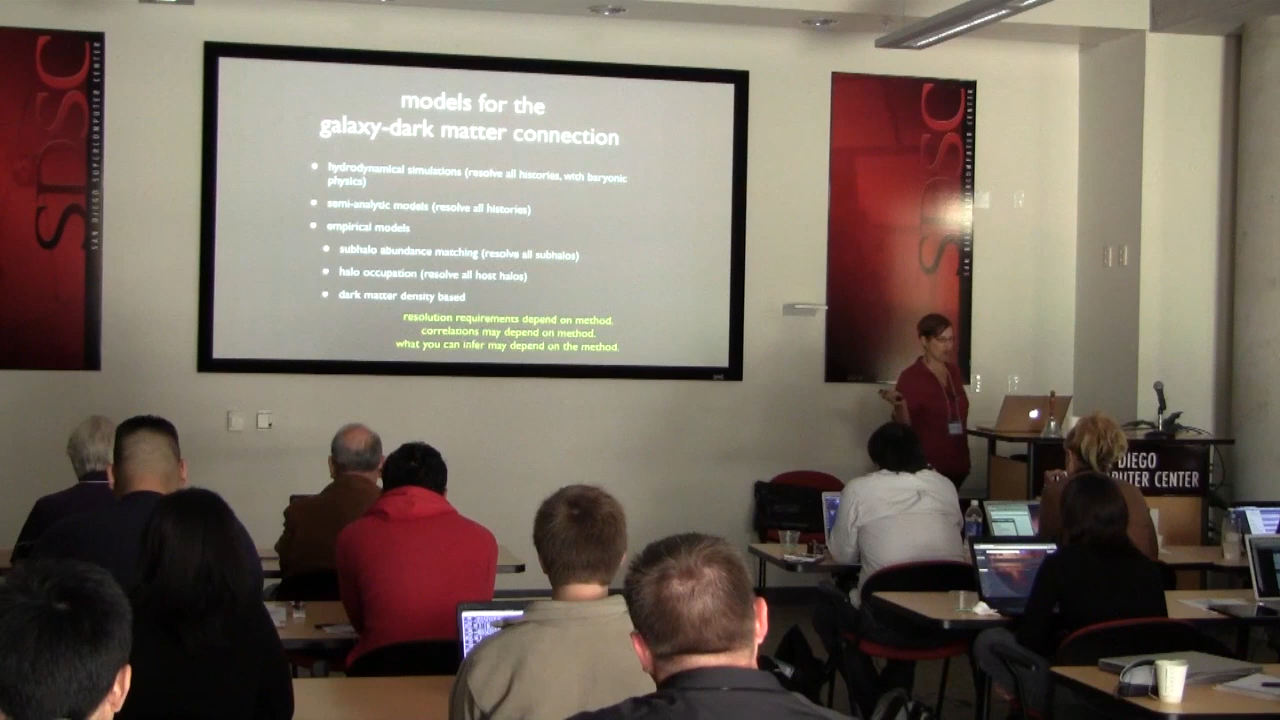 SDSC
SAN DIEGO SUPERCOMPUTER CENTER
models for the
galaxy-dark matter connection
hydrodynamical simulations (resolve all histories, with baryonic
physics)
semi-analytic models (resolve all histories)
empirical models
subhalo abundance matching (resolve all subhalos)
halo occupation (resolve all host halos)
dark matter density based
resolution requirements depend on method.
correlations may depend on method.
what you can infer may depend on the method.
SDSC
SAN DIEGO SUPERCOMPUTER CENTER
DIEGO
PUTER CENTER